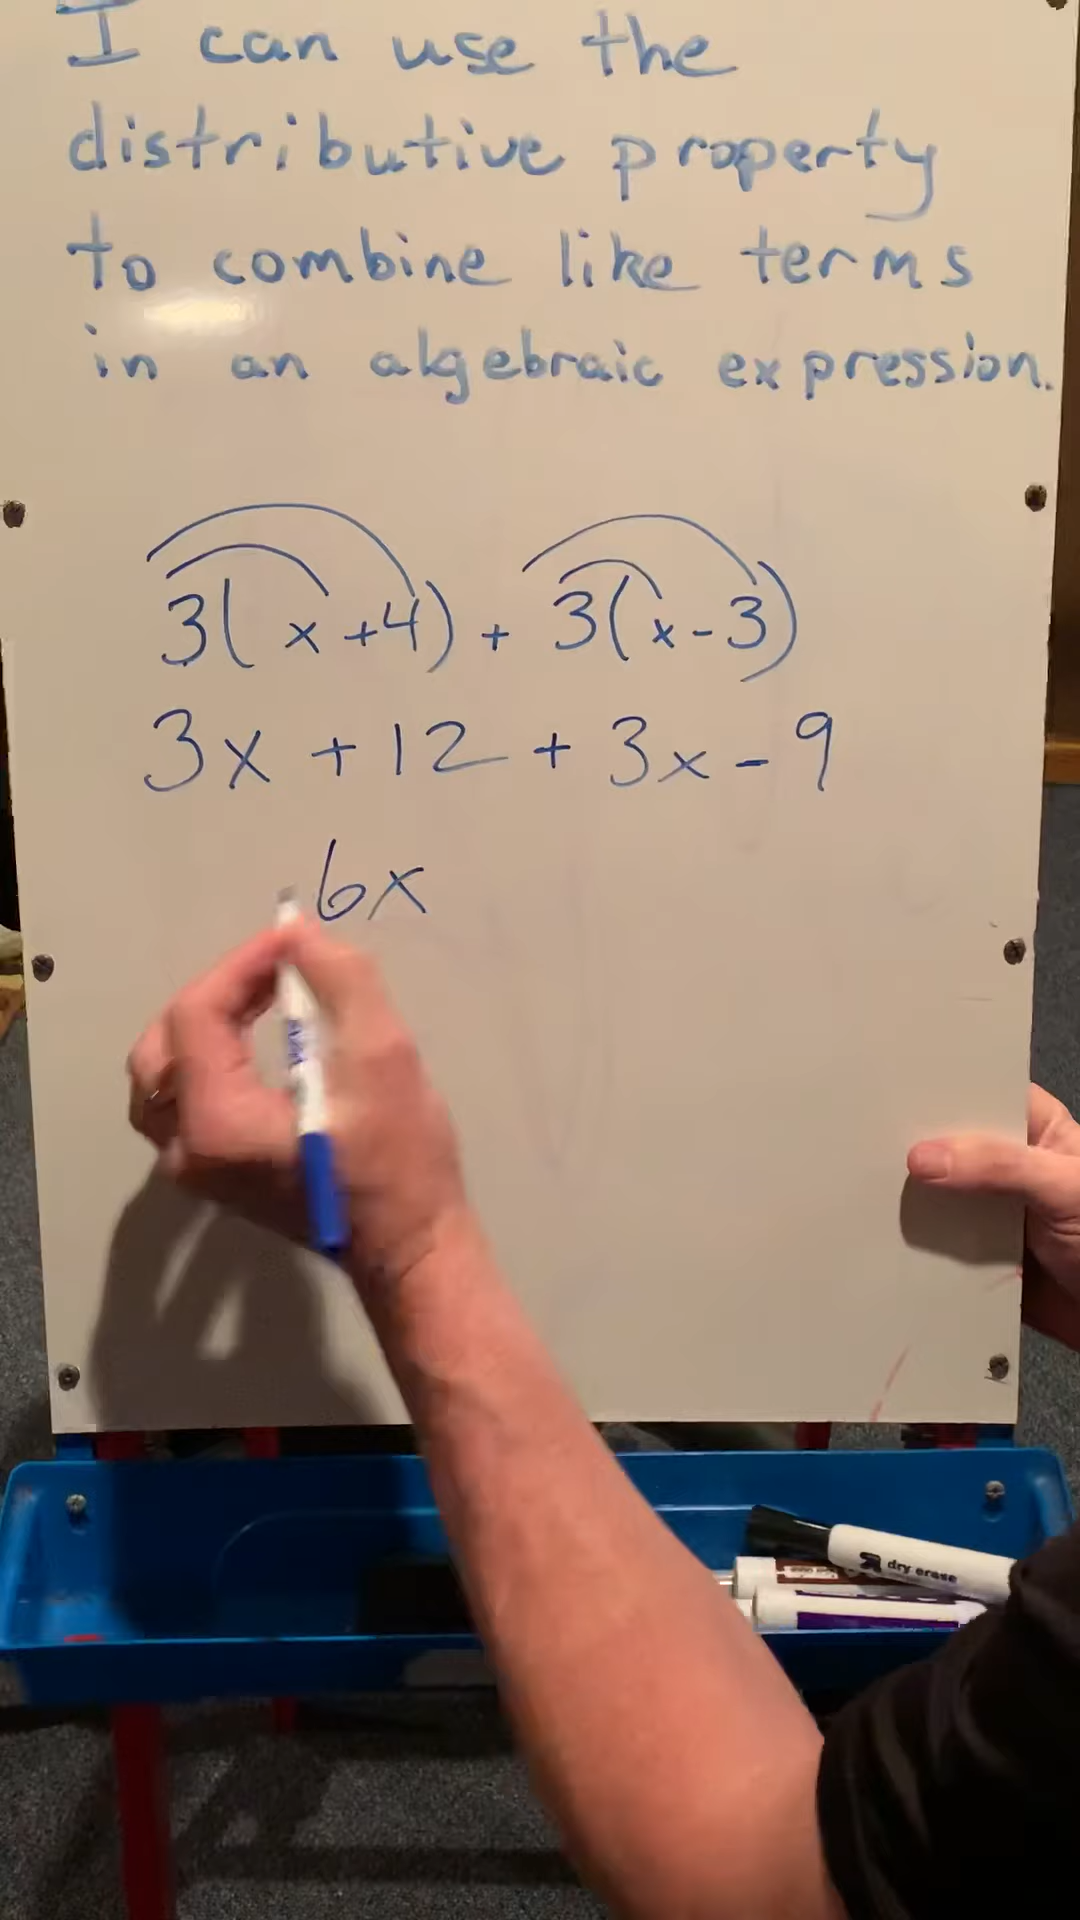 I can use the
distributive property
to combine like terms
in an algebraic expression.
3(x+4) + 3(x-3)
3x + 12 + 3x - 9
6x
dry erase